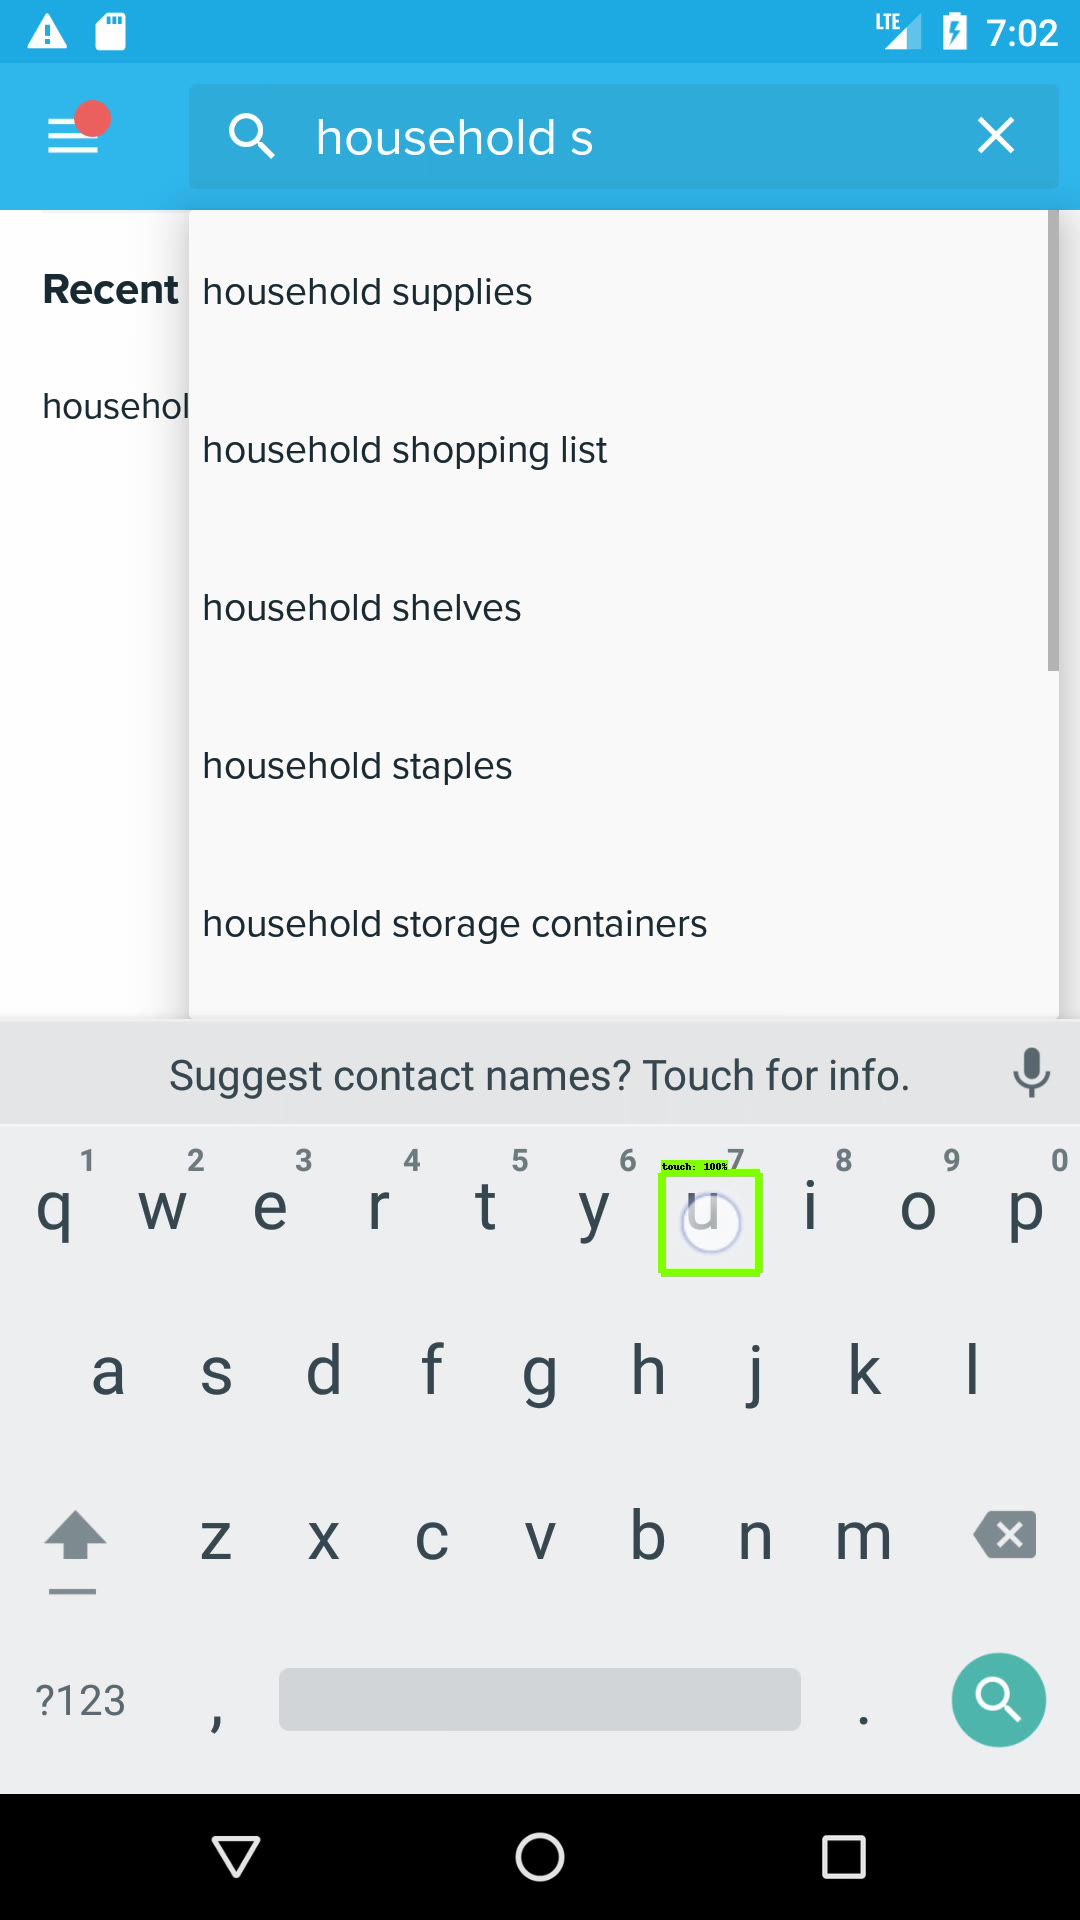 LTE 7:02
household s
Recent
househol
household supplies
household shopping list
household shelves
household staples
household storage containers
Suggest contact names? Touch for info.
1 2 3 4 5 6 7 8 9 0
touch: 100%
q w e r t y u i o p
a s d f g h j k l
z x c v b n m
?123 , .